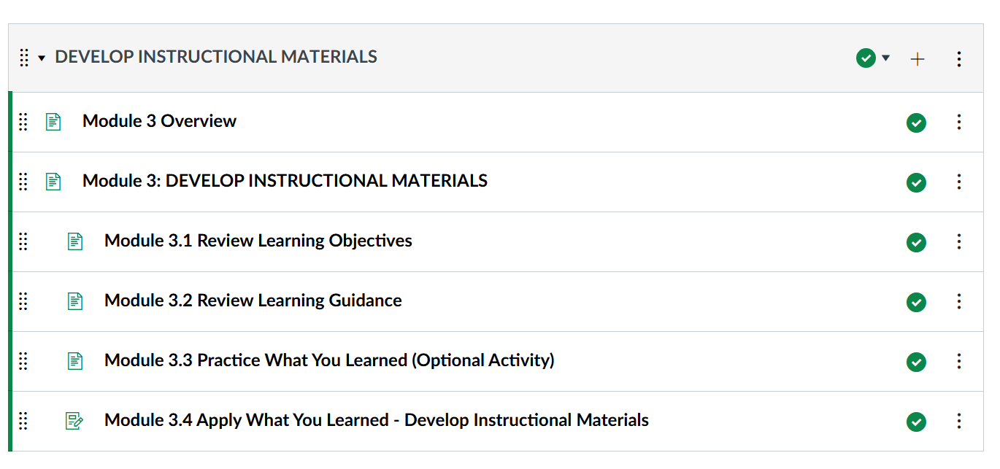 DEVELOP INSTRUCTIONAL MATERIALS
Module 3 Overview
Module 3: DEVELOP INSTRUCTIONAL MATERIALS
Module 3.1 Review Learning Objectives
Module 3.2 Review Learning Guidance
Module 3.3 Practice What You Learned (Optional Activity)
Module 3.4 Apply What You Learned - Develop Instructional Materials